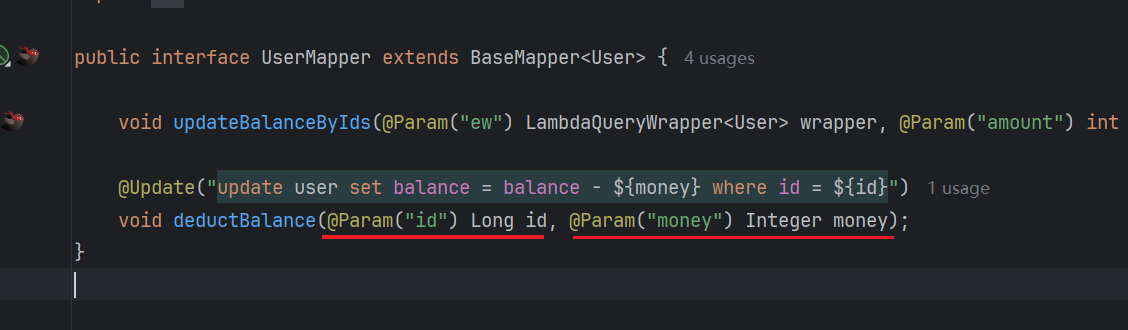 public interface UserMapper extends BaseMapper<User> { 4 usages
void updateBalanceByIds(@Param("ew") LambdaQueryWrapper<User> wrapper, @Param("amount") int
@Update("update user set balance = balance - ${money} where id = ${id}") 1 usage
void deductBalance(@Param("id") Long id, @Param("money") Integer money);
}